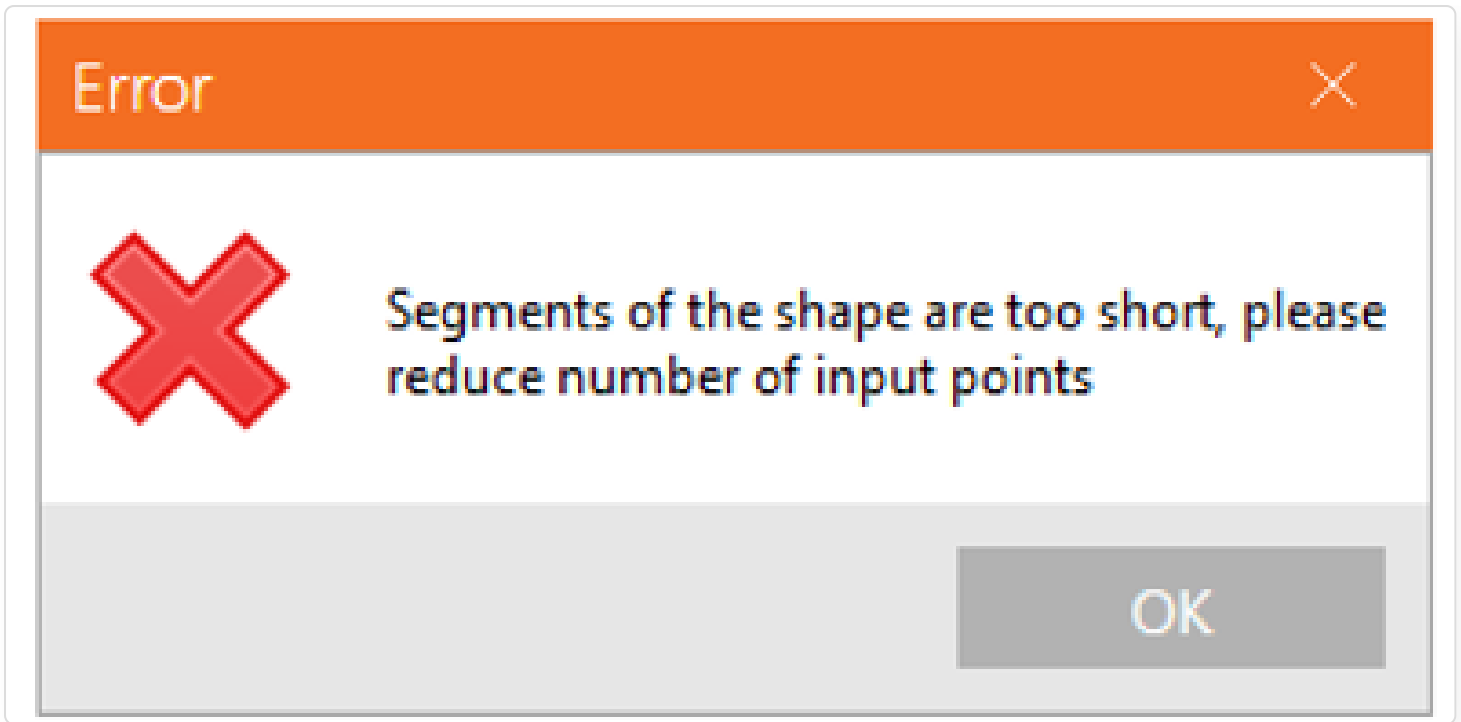 Error
Segments of the shape are too short, please
reduce number of input points
OK